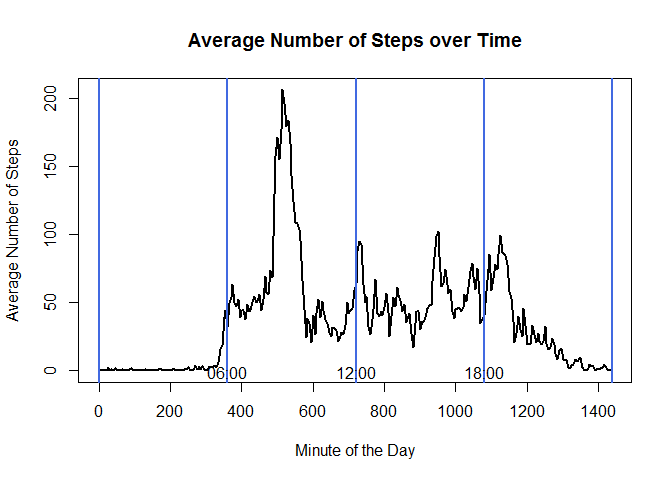 Average Number of Steps over Time
Average Number of Steps
200
150
100
50
0
06:00 12:00 18:00
0 200 400 600 800 1000 1200 1400
Minute of the Day